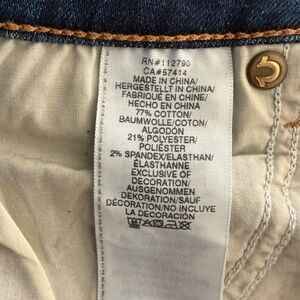 RN#112790
CA#57414
MADE IN CHINA/
HERGESTELLT IN CHINA/
FABRIQUÉ EN CHINE/
HECHO EN CHINA
77% COTTON/
BAUMWOLLE/COTON/
ALGODÓN
21% POLYESTER/
POLIÉSTER
2% SPANDEX/ELASTHAN/
ÉLASTHANNE
EXCLUSIVE OF
DECORATION/
AUSGENOMMEN
DEKORATION/SAUF
DÉCORATION/NO INCLUYE
LA DECORACIÓN